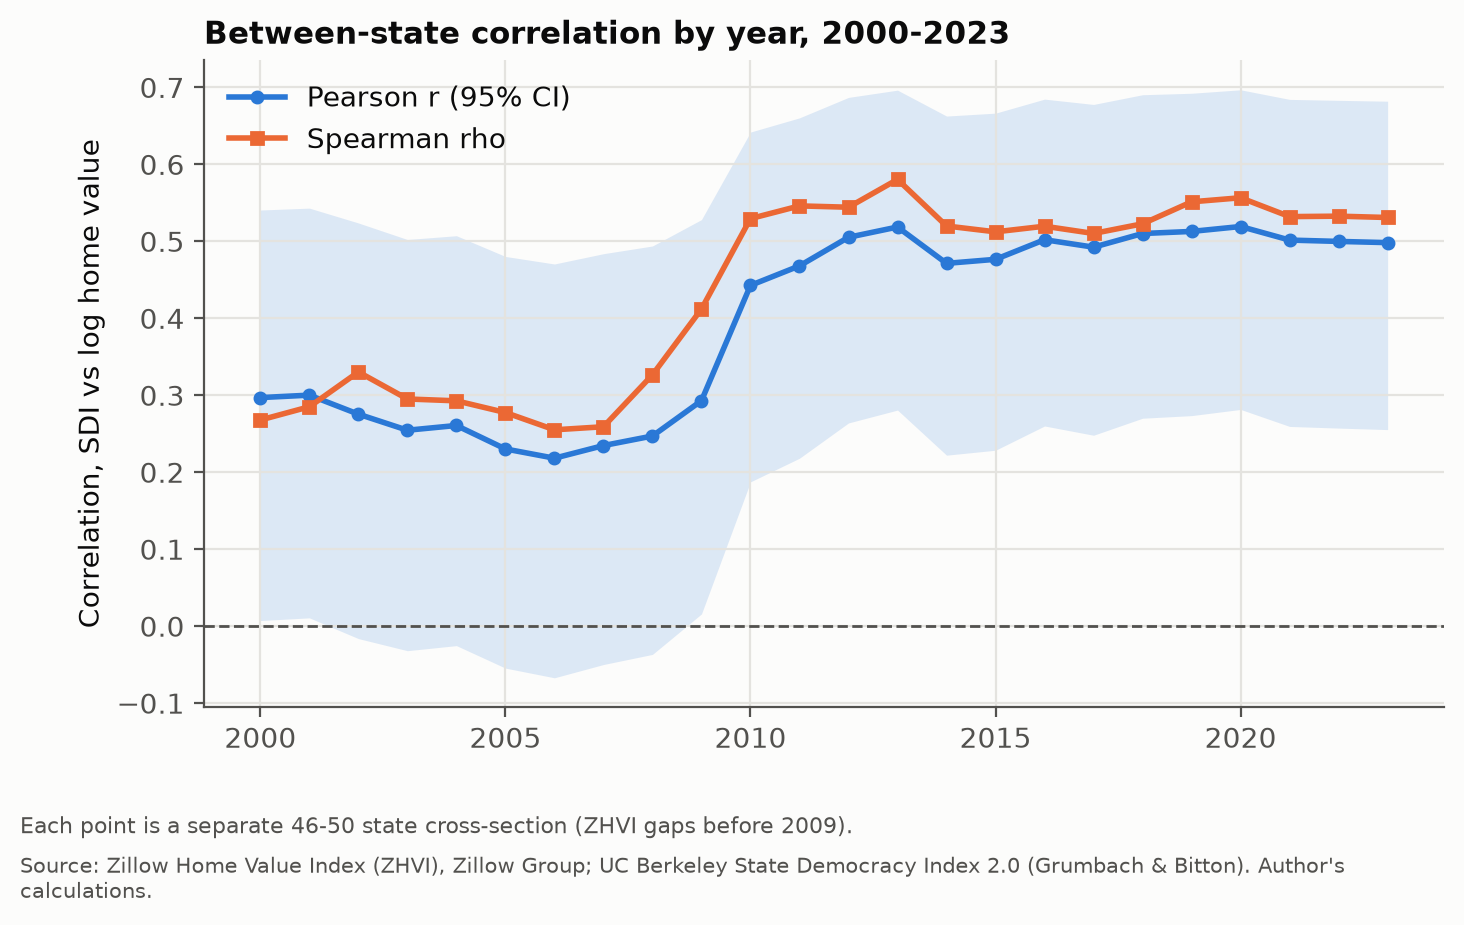 Between-state correlation by year, 2000-2023
Pearson r (95% CI)
Spearman rho
Correlation, SDI vs log home value
0.7
0.6
0.5
0.4
0.3
0.2
0.1
0.0
−0.1
2000
2005
2010
2015
2020
Each point is a separate 46-50 state cross-section (ZHVI gaps before 2009).
Source: Zillow Home Value Index (ZHVI), Zillow Group; UC Berkeley State Democracy Index 2.0 (Grumbach & Bitton). Author's
calculations.